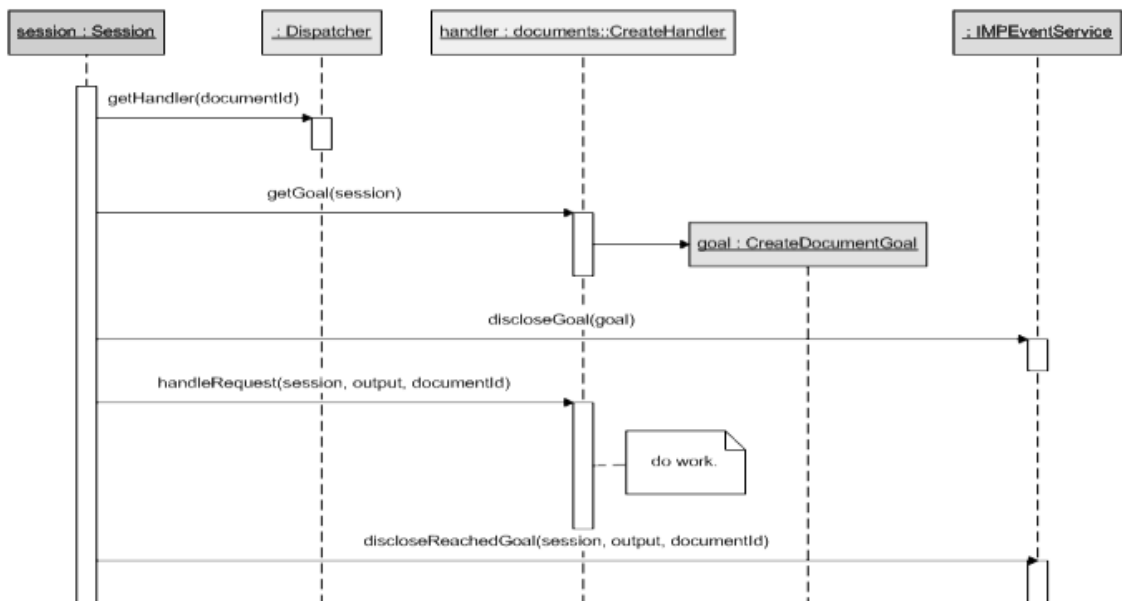 session : Session
: Dispatcher
handler : documents::CreateHandler
: IMPEventService
getHandler(documentId)
getGoal(session)
goal : CreateDocumentGoal
discloseGoal(goal)
handleRequest(session, output, documentId)
do work.
discloseReachedGoal(session, output, documentId)